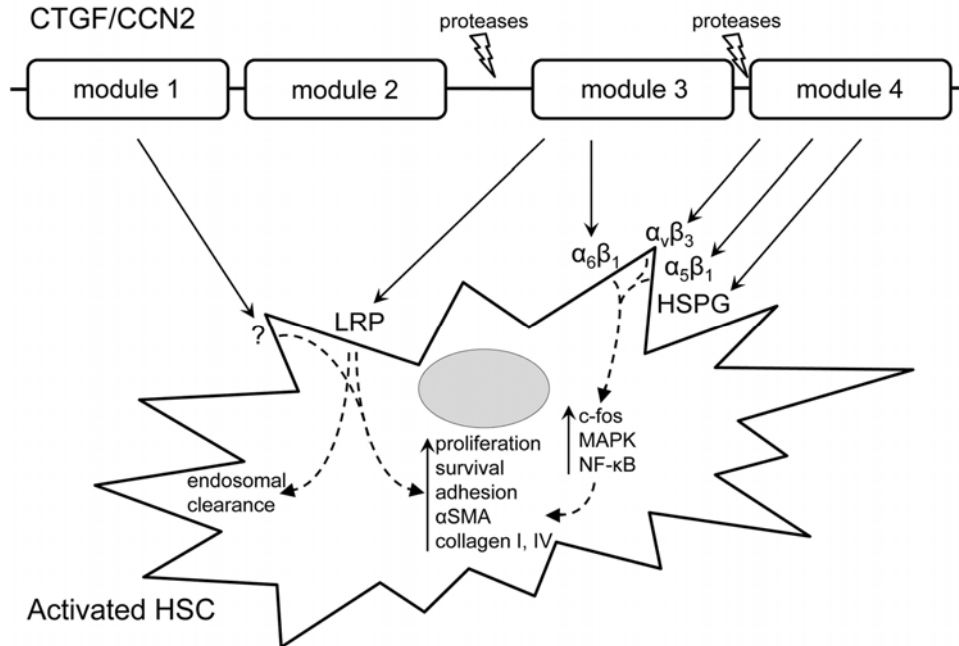 CTGF/CCN2
proteases
proteases
module 1
module 2
module 3
module 4
α6β1
αvβ3
α5β1
HSPG
?
LRP
c-fos
MAPK
NF-κB
proliferation
survival
adhesion
αSMA
collagen I, IV
endosomal
clearance
Activated HSC